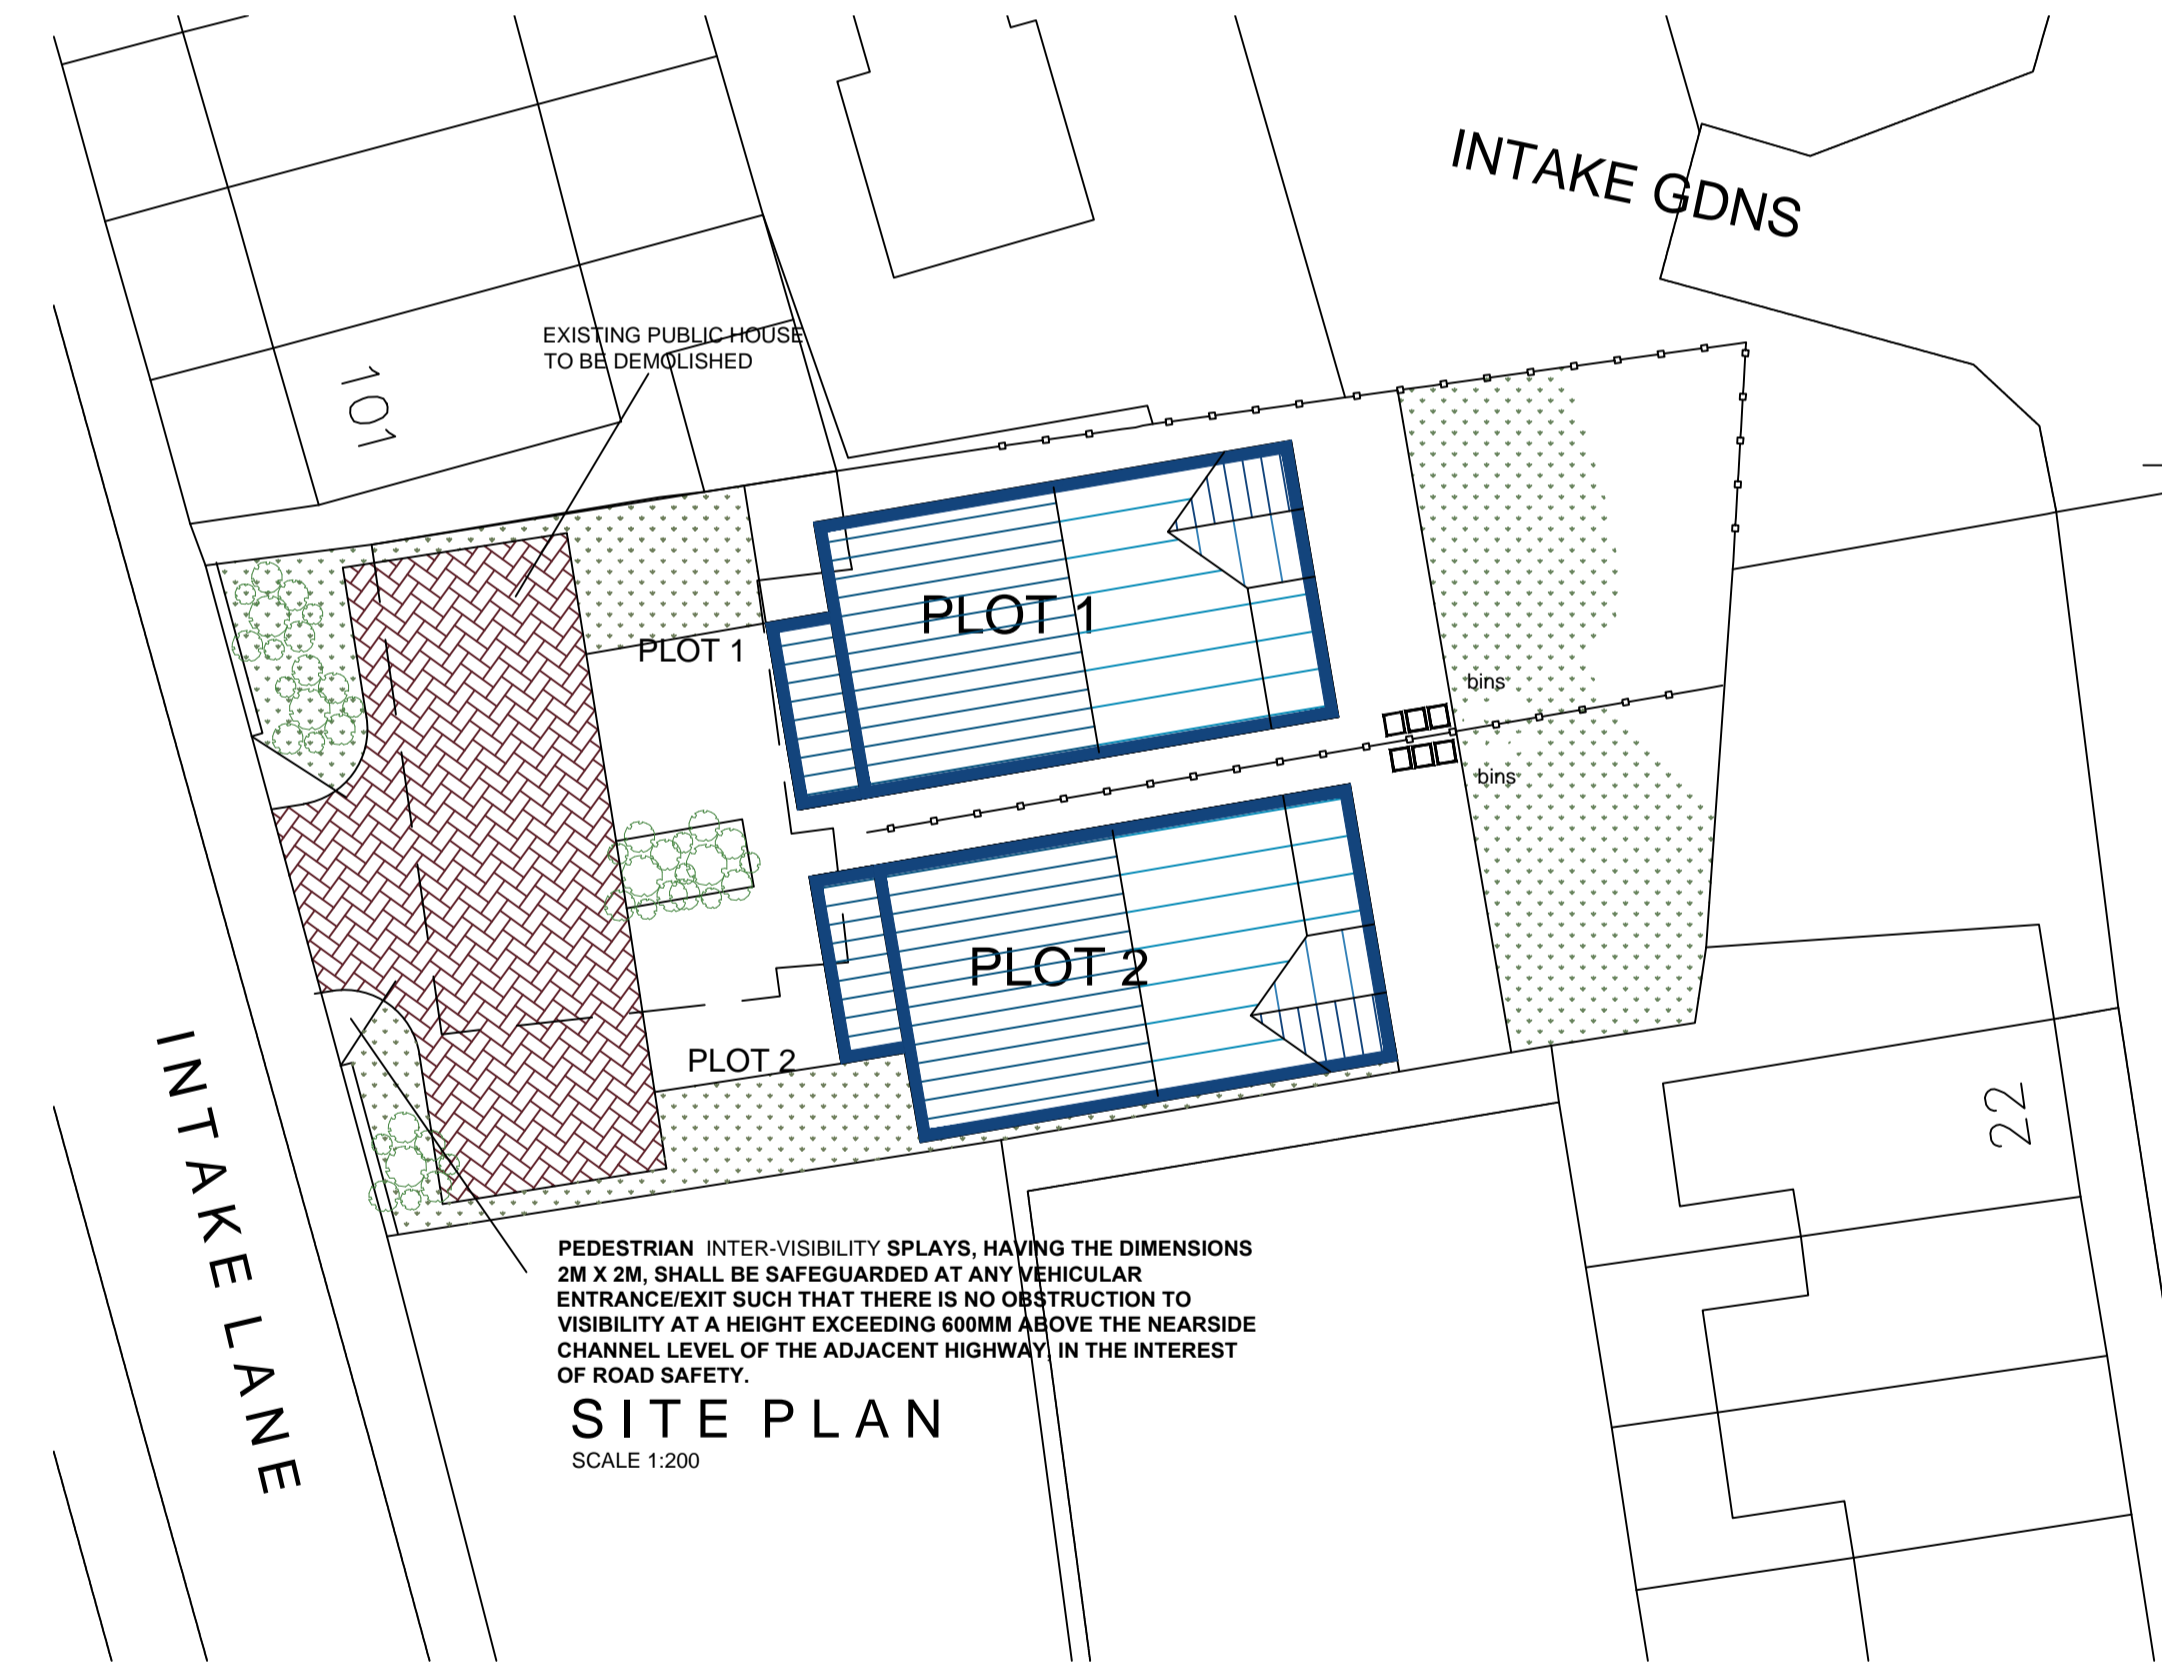 INTAKE GDNS
EXISTING PUBLIC HOUSE
TO BE DEMOLISHED
101
PLOT 1
PLOT 1
bins
bins
PLOT 2
PLOT 2
22
INTAKE LANE
PEDESTRIAN INTER-VISIBILITY SPLAYS, HAVING THE DIMENSIONS
2M X 2M, SHALL BE SAFEGUARDED AT ANY VEHICULAR
ENTRANCE/EXIT SUCH THAT THERE IS NO OBSTRUCTION TO
VISIBILITY AT A HEIGHT EXCEEDING 600MM ABOVE THE NEARSIDE
CHANNEL LEVEL OF THE ADJACENT HIGHWAY, IN THE INTEREST
OF ROAD SAFETY.
SITE PLAN
SCALE 1:200